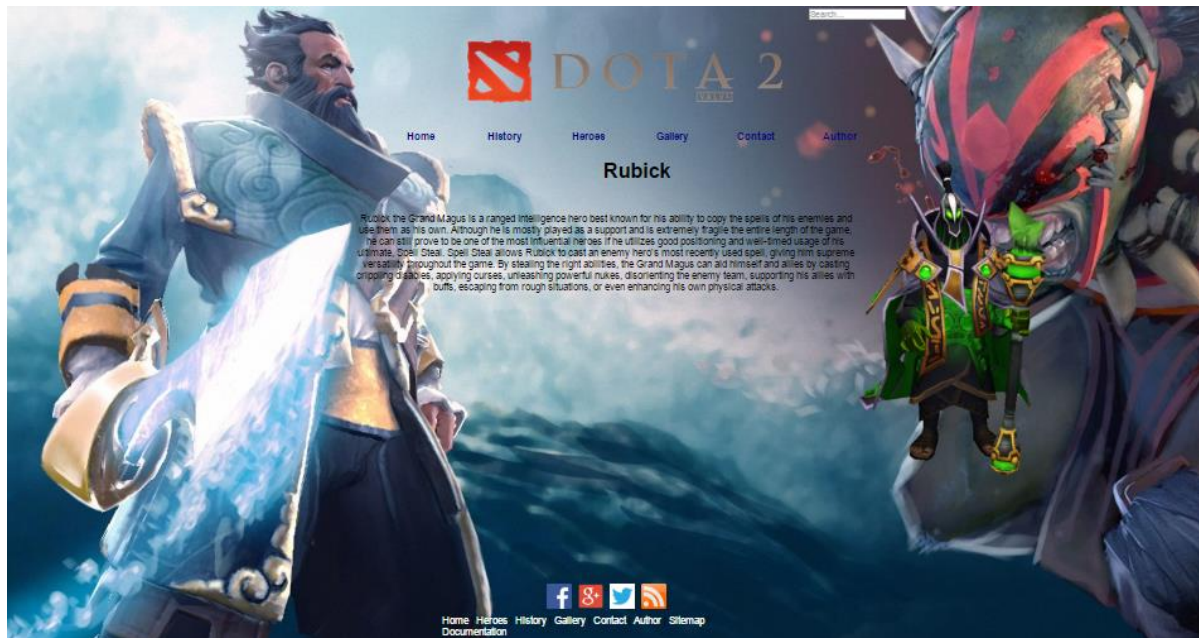 Search...
DOTA 2
VALVE
Home History Heroes Gallery Contact Author
Rubick
Rubick the Grand Magus is a ranged intelligence hero best known for his ability to copy the spells of his enemies and
use them as his own. Although he is mostly played as a support and is extremely fragile the entire length of the game,
he can still prove to be one of the most influential heroes if he utilizes good positioning and well-timed usage of his
ultimate, Spell Steal. Spell Steal allows Rubick to cast an enemy hero's most recently used spell, giving him supreme
versatility throughout the game. By stealing the right abilities, the Grand Magus can aid himself and allies by casting
crippling disables, applying curses, unleashing powerful nukes, disorienting the enemy team, supporting his allies with
buffs, escaping from rough situations, or even enhancing his own physical attacks.
f 8+
Home Heroes History Gallery Contact Author Sitemap
Documentation